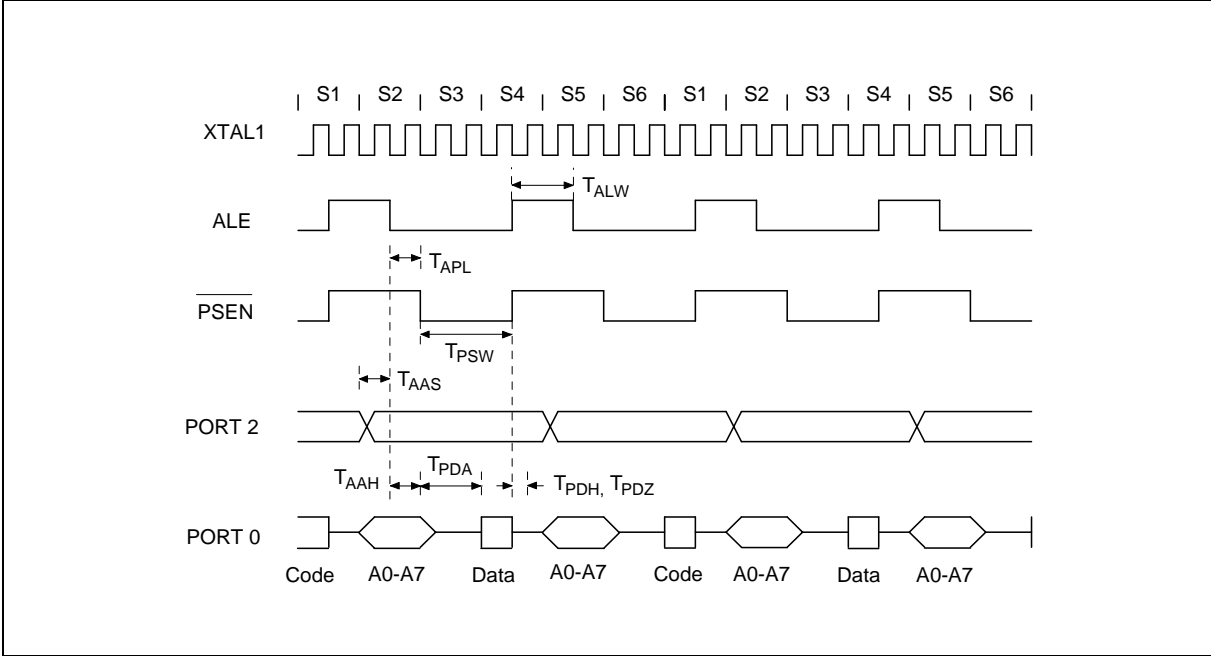 S1 S2 S3 S4 S5 S6 S1 S2 S3 S4 S5 S6
XTAL1
TALW
ALE
TAPL
PSEN
TPSW
TAAS
PORT 2
TAAH TPDA TPDH, TPDZ
PORT 0
Code A0-A7 Data A0-A7 Code A0-A7 Data A0-A7